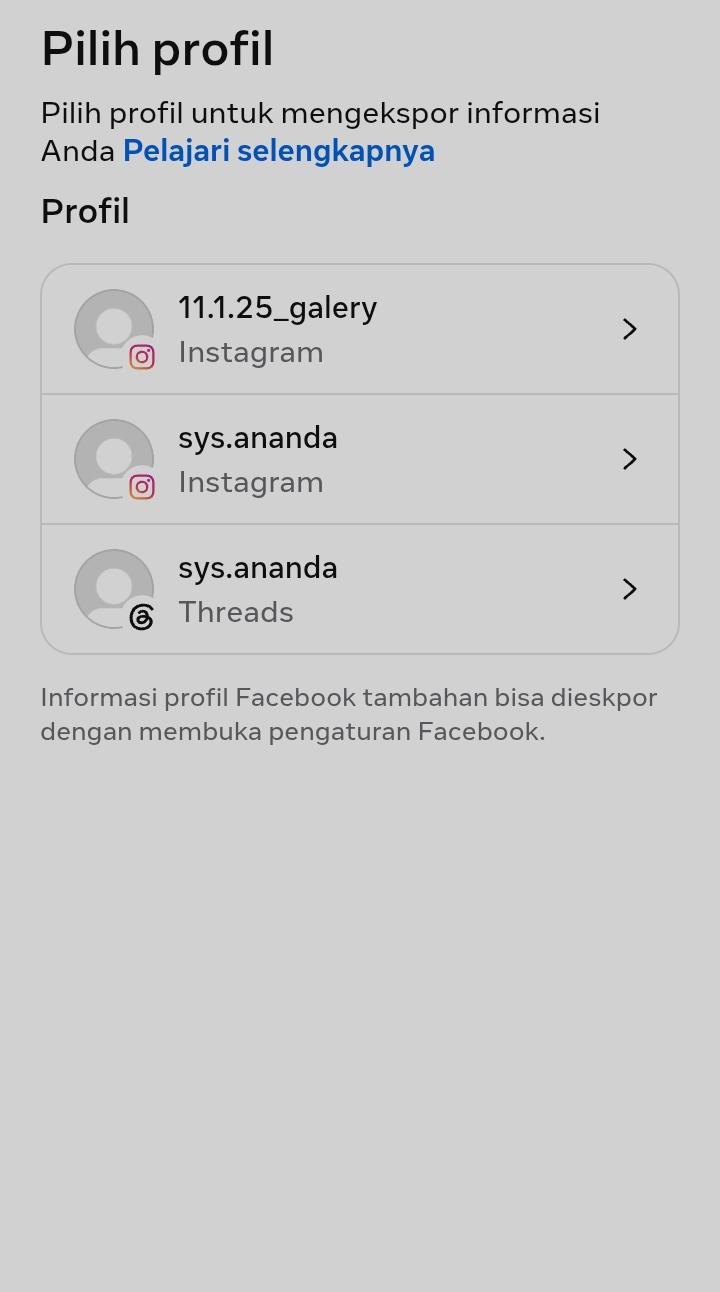 Pilih profil
Pilih profil untuk mengekspor informasi
Anda Pelajari selengkapnya
Profil
11.1.25_galery
Instagram
sys.ananda
Instagram
sys.ananda
Threads
Informasi profil Facebook tambahan bisa dieskpor
dengan membuka pengaturan Facebook.